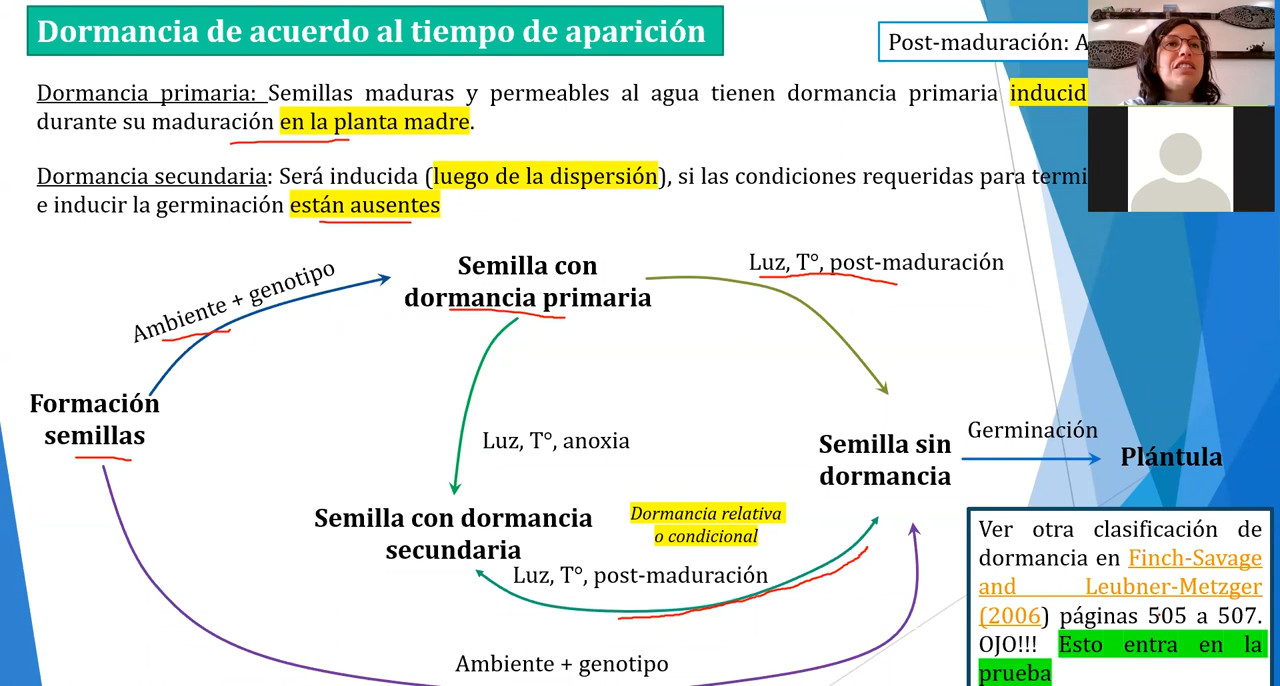 Dormancia de acuerdo al tiempo de aparición
Post-maduración: A
Dormancia primaria: Semillas maduras y permeables al agua tienen dormancia primaria inducid
durante su maduración en la planta madre.
Dormancia secundaria: Será inducida (luego de la dispersión), si las condiciones requeridas para termi
e inducir la germinación están ausentes
Ambiente + genotipo
Semilla con
dormancia primaria
Luz, T°, post-maduración
Formación
semillas
Luz, T°, anoxia
Semilla sin
dormancia
Germinación
Plántula
Semilla con dormancia
secundaria
Dormancia relativa
o condicional
Luz, T°, post-maduración
Ambiente + genotipo
Ver otra clasificación de
dormancia en Finch-Savage
and Leubner-Metzger
(2006) páginas 505 a 507.
OJO!!! Esto entra en la
prueba